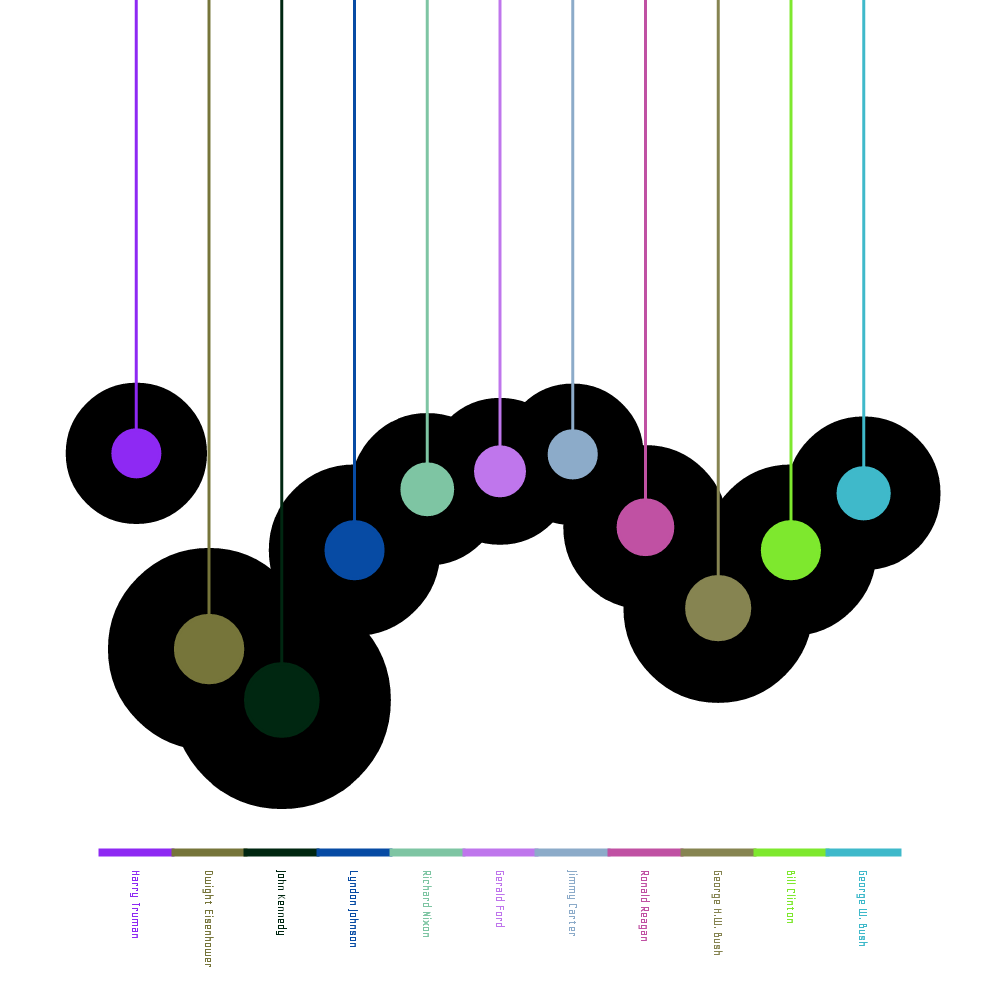 Harry Truman
Dwight Eisenhower
John Kennedy
Lyndon Johnson
Richard Nixon
Gerald Ford
Jimmy Carter
Ronald Reagan
George H.W. Bush
Bill Clinton
George W. Bush